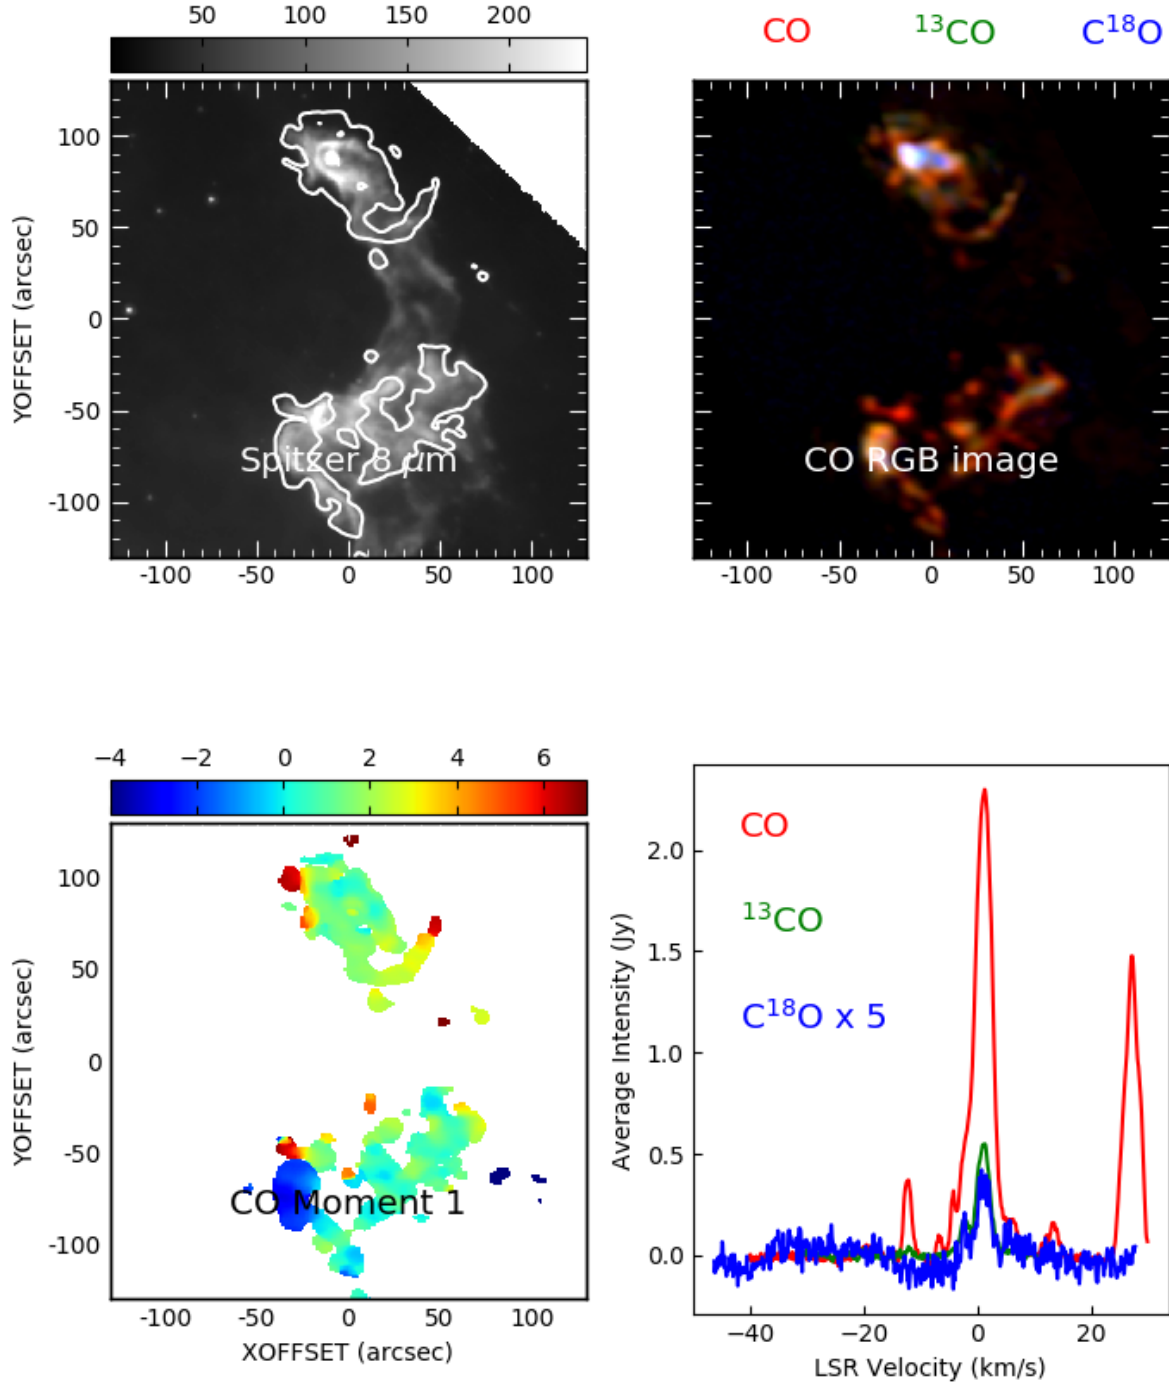 50 100 150 200
CO 13CO C18O
100
50
0
-50
-100
YOFFSET (arcsec)
Spitzer 8 μm
-100 -50 0 50 100
CO RGB image
-100 -50 0 50 100
−4 −2 0 2 4 6
100
50
0
-50
-100
YOFFSET (arcsec)
CO Moment 1
-100 -50 0 50 100
XOFFSET (arcsec)
CO
13CO
C18O x 5
2.0
1.5
1.0
0.5
0.0
Average Intensity (Jy)
−40 −20 0 20
LSR Velocity (km/s)